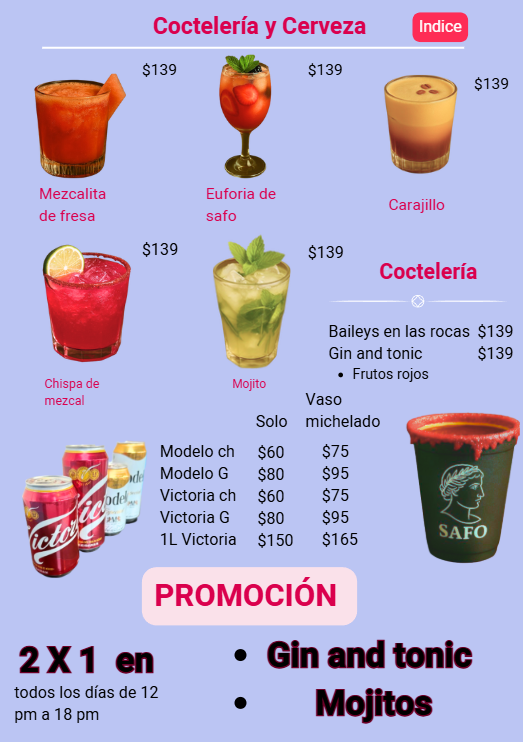 Coctelería y Cerveza
Indice
$139
$139
$139
Mezcalita
de fresa
Euforia de
safo
Carajillo
$139
$139
Chispa de
mezcal
Mojito
Coctelería
Baileys en las rocas $139
Gin and tonic $139
• Frutos rojos
Solo
Vaso
michelado
Modelo ch $60 $75
Modelo G $80 $95
Victoria ch $60 $75
Victoria G $80 $95
1L Victoria $150 $165
SAFO
PROMOCIÓN
2 X 1 en
todos los días de 12
pm a 18 pm
• Gin and tonic
• Mojitos